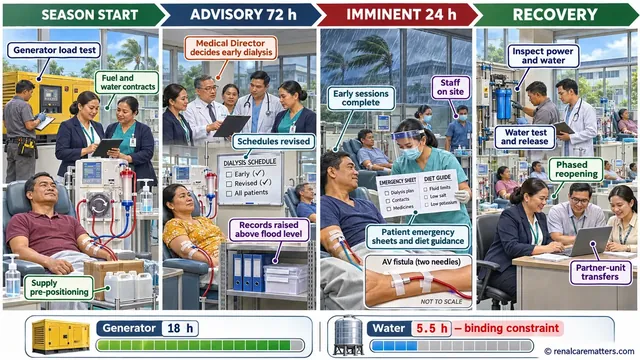 SEASON START
ADVISORY 72 h
IMMINENT 24 h
RECOVERY
Generator load test
Fuel and
water contracts
Supply
pre-positioning
Medical Director
decides early dialysis
Schedules revised
DIALYSIS SCHEDULE
Early (✓)
Revised (✓)
All patients
Records raised
above flood level
Early sessions
complete
Staff
on site
EMERGENCY SHEET
Dialysis plan
Contacts
Medicines
DIET GUIDE
Fluid limits
Low salt
Low potassium
Patient emergency
sheets and diet guidance
AV fistula (two needles)
NOT TO SCALE
Inspect power
and water
Water test
and release
Phased
reopening
Partner-unit
transfers
Generator 18 h
Water 5.5 h – binding constraint
© renalcarematters.com